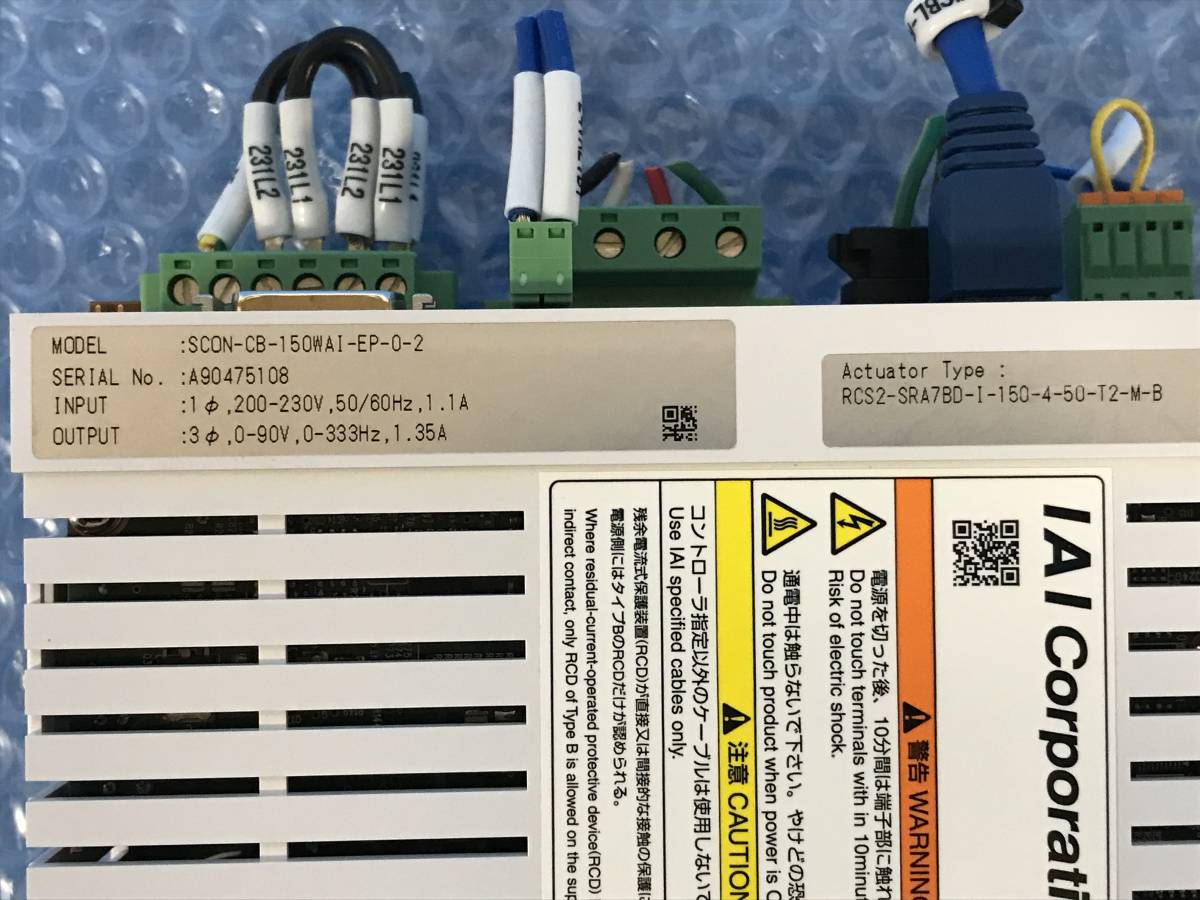 CBL-
231L2
231L1
231L2
231L1
MODEL :SCON-CB-150WAI-EP-0-2
SERIAL No. :A90475108
INPUT :1φ,200-230V,50/60Hz,1.1A
OUTPUT :3φ,0-90V,0-333Hz,1.35A
Actuator Type :
RCS2-SRA7BD-I-150-4-50-T2-M-B
IAI Corporati
警告 WARNING
電源を切った後、10分間は端子部に触れ
Do not touch terminals with in 10minut
Risk of electric shock.
通電中は触らないで下さい。やけどの恐
Do not touch product when power is O
注意 CAUTION
コントローラ指定以外のケーブルは使用しないで
Use IAI specified cables only.
残余電流式保護装置(RCD)が直接又は間接的な接触の保護に
電源側にはタイプBのRCDだけが認められる。
Where residual-current-operated protective device(RCD)
indirect contact, only RCD of Type B is allowed on the sup